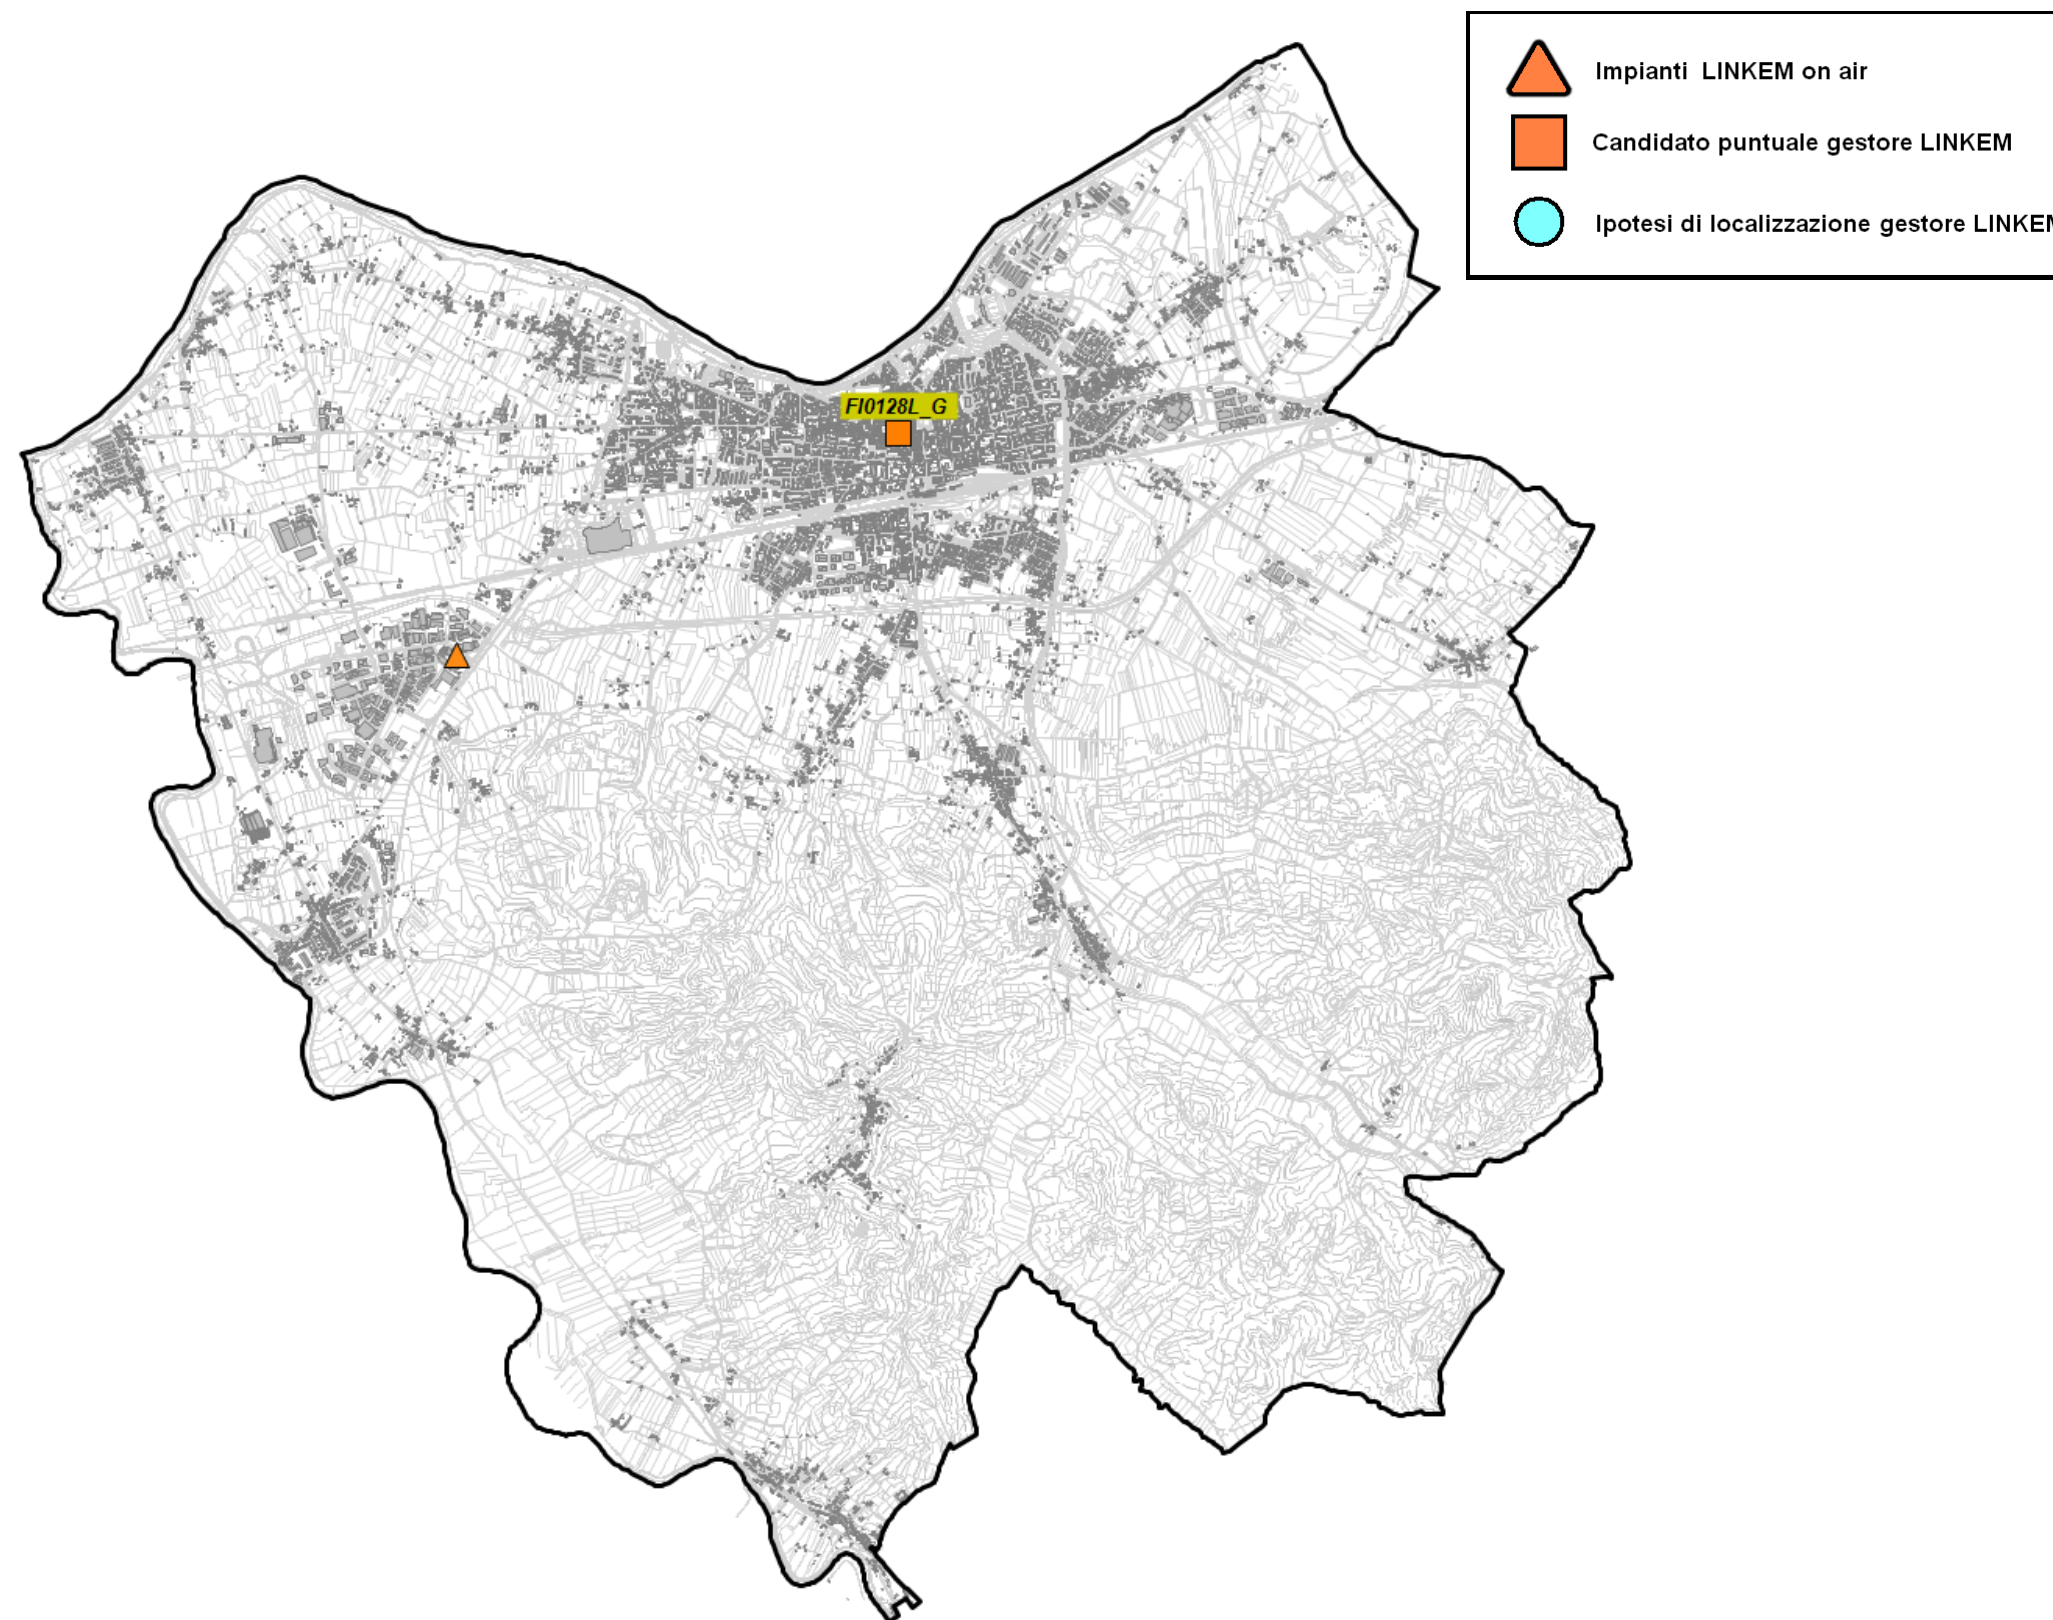 Impianti LINKEM on air
Candidato puntuale gestore LINKEM
Ipotesi di localizzazione gestore LINKEM
FI0128L_G